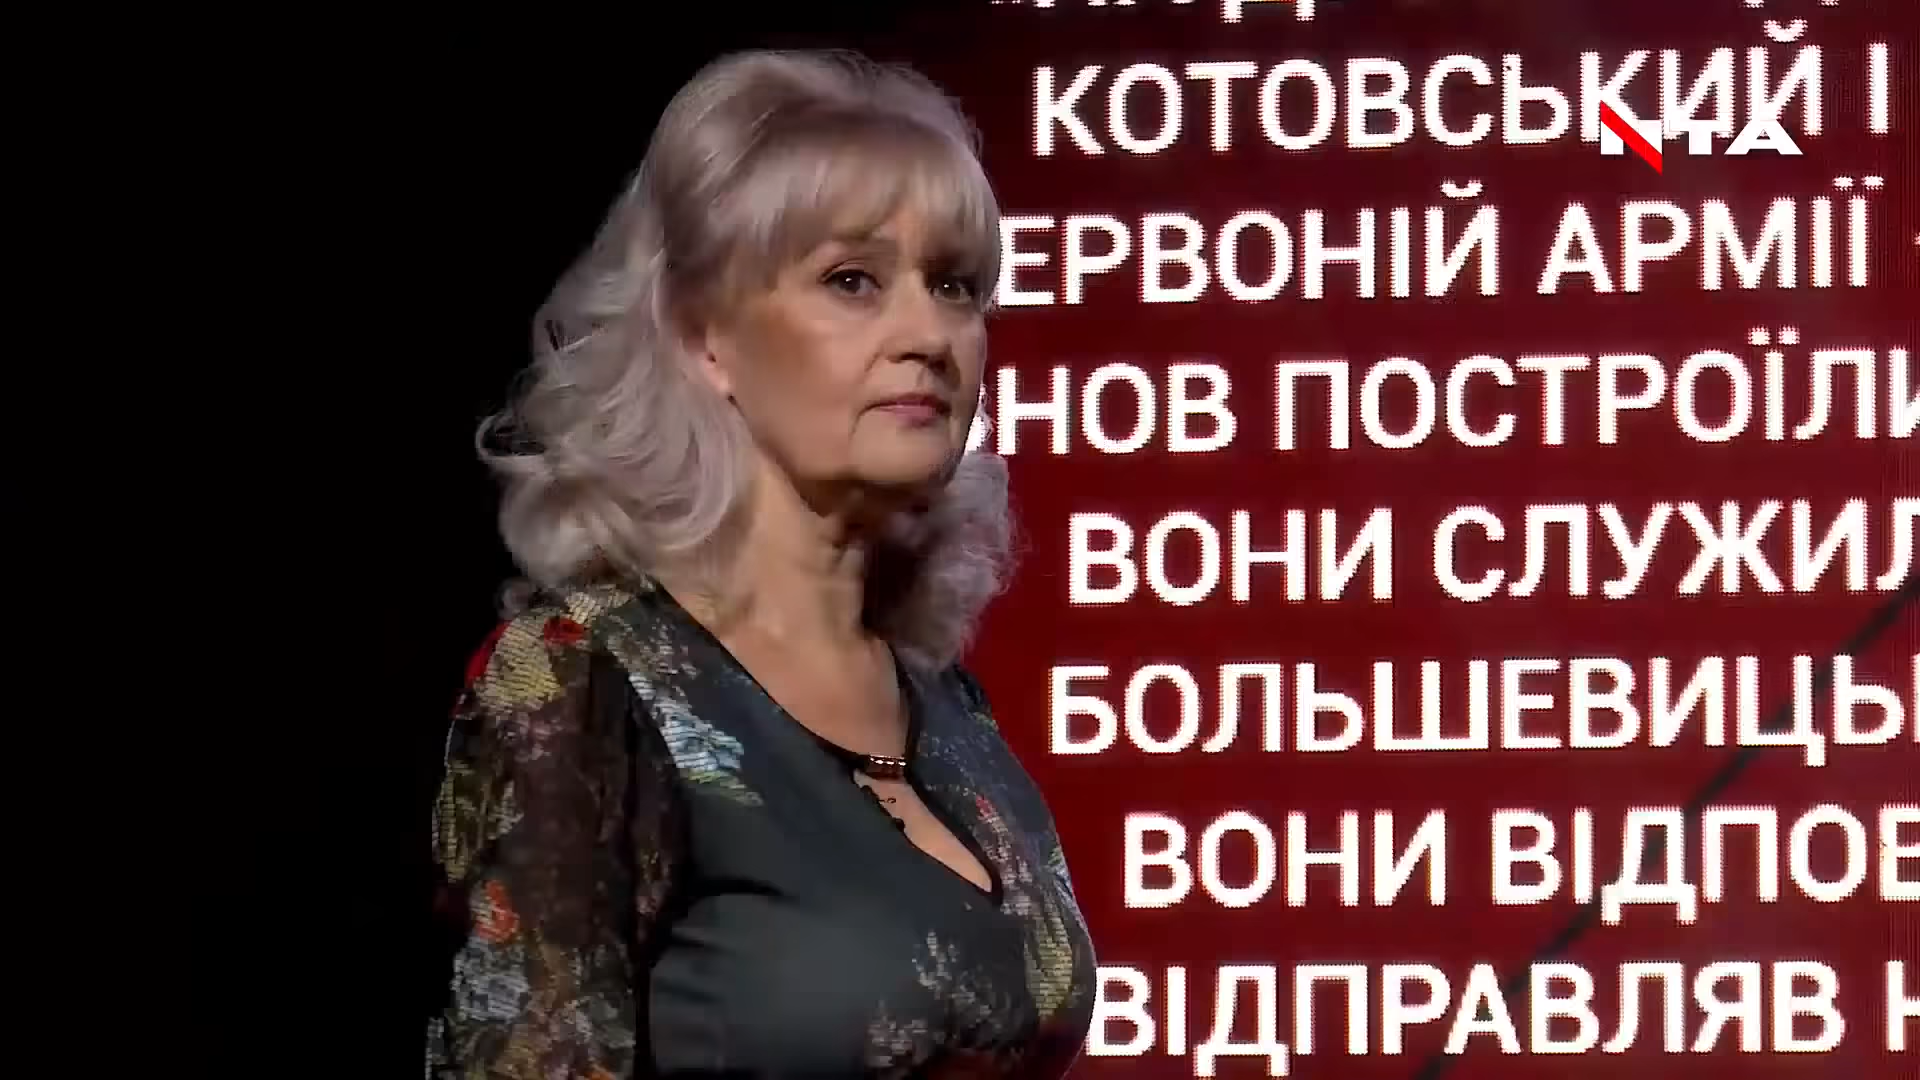 КОТОВСЬКИЙ І
NTA
ЕРВОНІЙ АРМІЇ
НОВ ПОСТРОЇЛИ
ВОНИ СЛУЖИЛ
БОЛЬШЕВИЦЬ
ВОНИ ВІДПОВ
ВІДПРАВЛЯВ Н